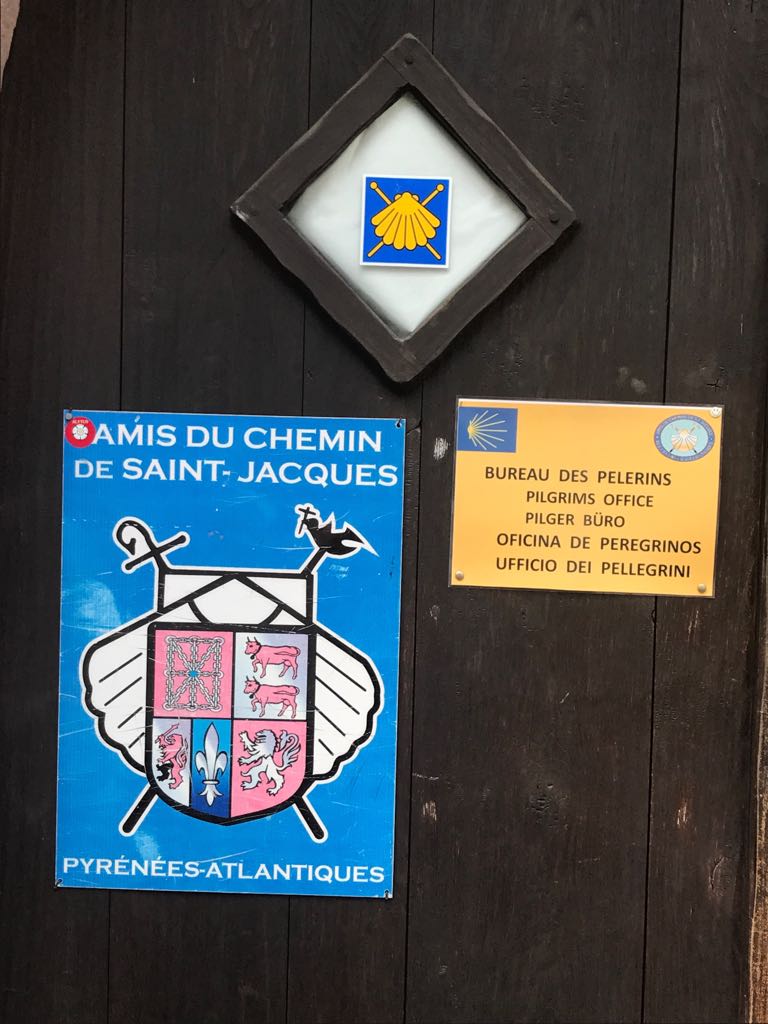 AMIS DU CHEMIN
DE SAINT-JACQUES
PYRÉNÉES-ATLANTIQUES
BUREAU DES PELERINS
PILGRIMS OFFICE
PILGER BÜRO
OFICINA DE PEREGRINOS
UFFICIO DEI PELLEGRINI